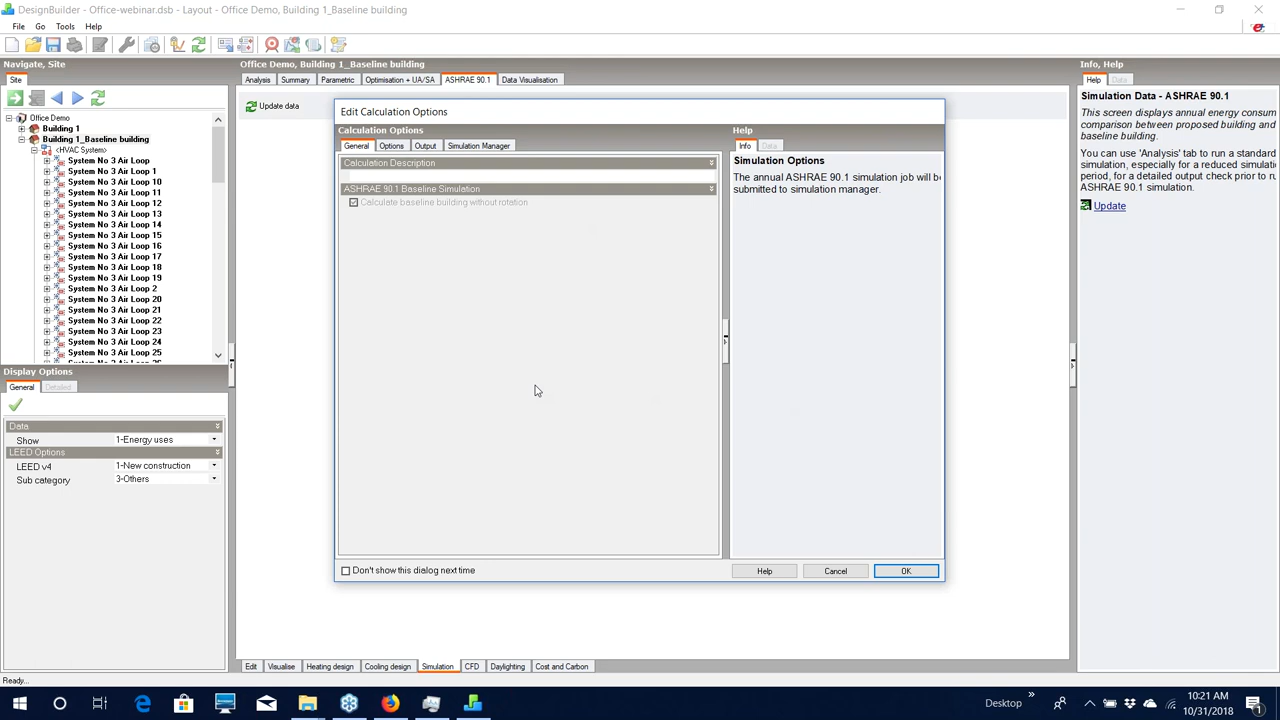 DesignBuilder - Office-webinar.dsb - Layout - Office Demo, Building 1_Baseline building
File Go Tools Help
Navigate, Site
Site
Office Demo
Building 1
Building 1_Baseline building
<HVAC System>
System No 3 Air Loop
System No 3 Air Loop 1
System No 3 Air Loop 10
System No 3 Air Loop 11
System No 3 Air Loop 12
System No 3 Air Loop 13
System No 3 Air Loop 14
System No 3 Air Loop 15
System No 3 Air Loop 16
System No 3 Air Loop 17
System No 3 Air Loop 18
System No 3 Air Loop 19
System No 3 Air Loop 2
System No 3 Air Loop 20
System No 3 Air Loop 21
System No 3 Air Loop 22
System No 3 Air Loop 23
System No 3 Air Loop 24
System No 3 Air Loop 25
Display Options
General Detailed
Data
Show 1-Energy uses
LEED Options
LEED v4 1-New construction
Sub category 3-Others
Office Demo, Building 1_Baseline building
Analysis Summary Parametric Optimisation + UA/SA ASHRAE 90.1 Data Visualisation
Update data
Edit Calculation Options
Calculation Options
General Options Output Simulation Manager
Calculation Description
ASHRAE 90.1 Baseline Simulation
Calculate baseline building without rotation
Help
Info Data
Simulation Options
The annual ASHRAE 90.1 simulation job will be
submitted to simulation manager.
Don't show this dialog next time
Help Cancel OK
Info, Help
Help Data
Simulation Data - ASHRAE 90.1
This screen displays annual energy consum
comparison between proposed building and
baseline building.
You can use 'Analysis' tab to run a standard
simulation, especially for a reduced simulatio
period, for a detailed output check prior to ru
ASHRAE 90.1 simulation.
Update
Edit Visualise Heating design Cooling design Simulation CFD Daylighting Cost and Carbon
Ready...
Desktop
10:21 AM
10/31/2018
1